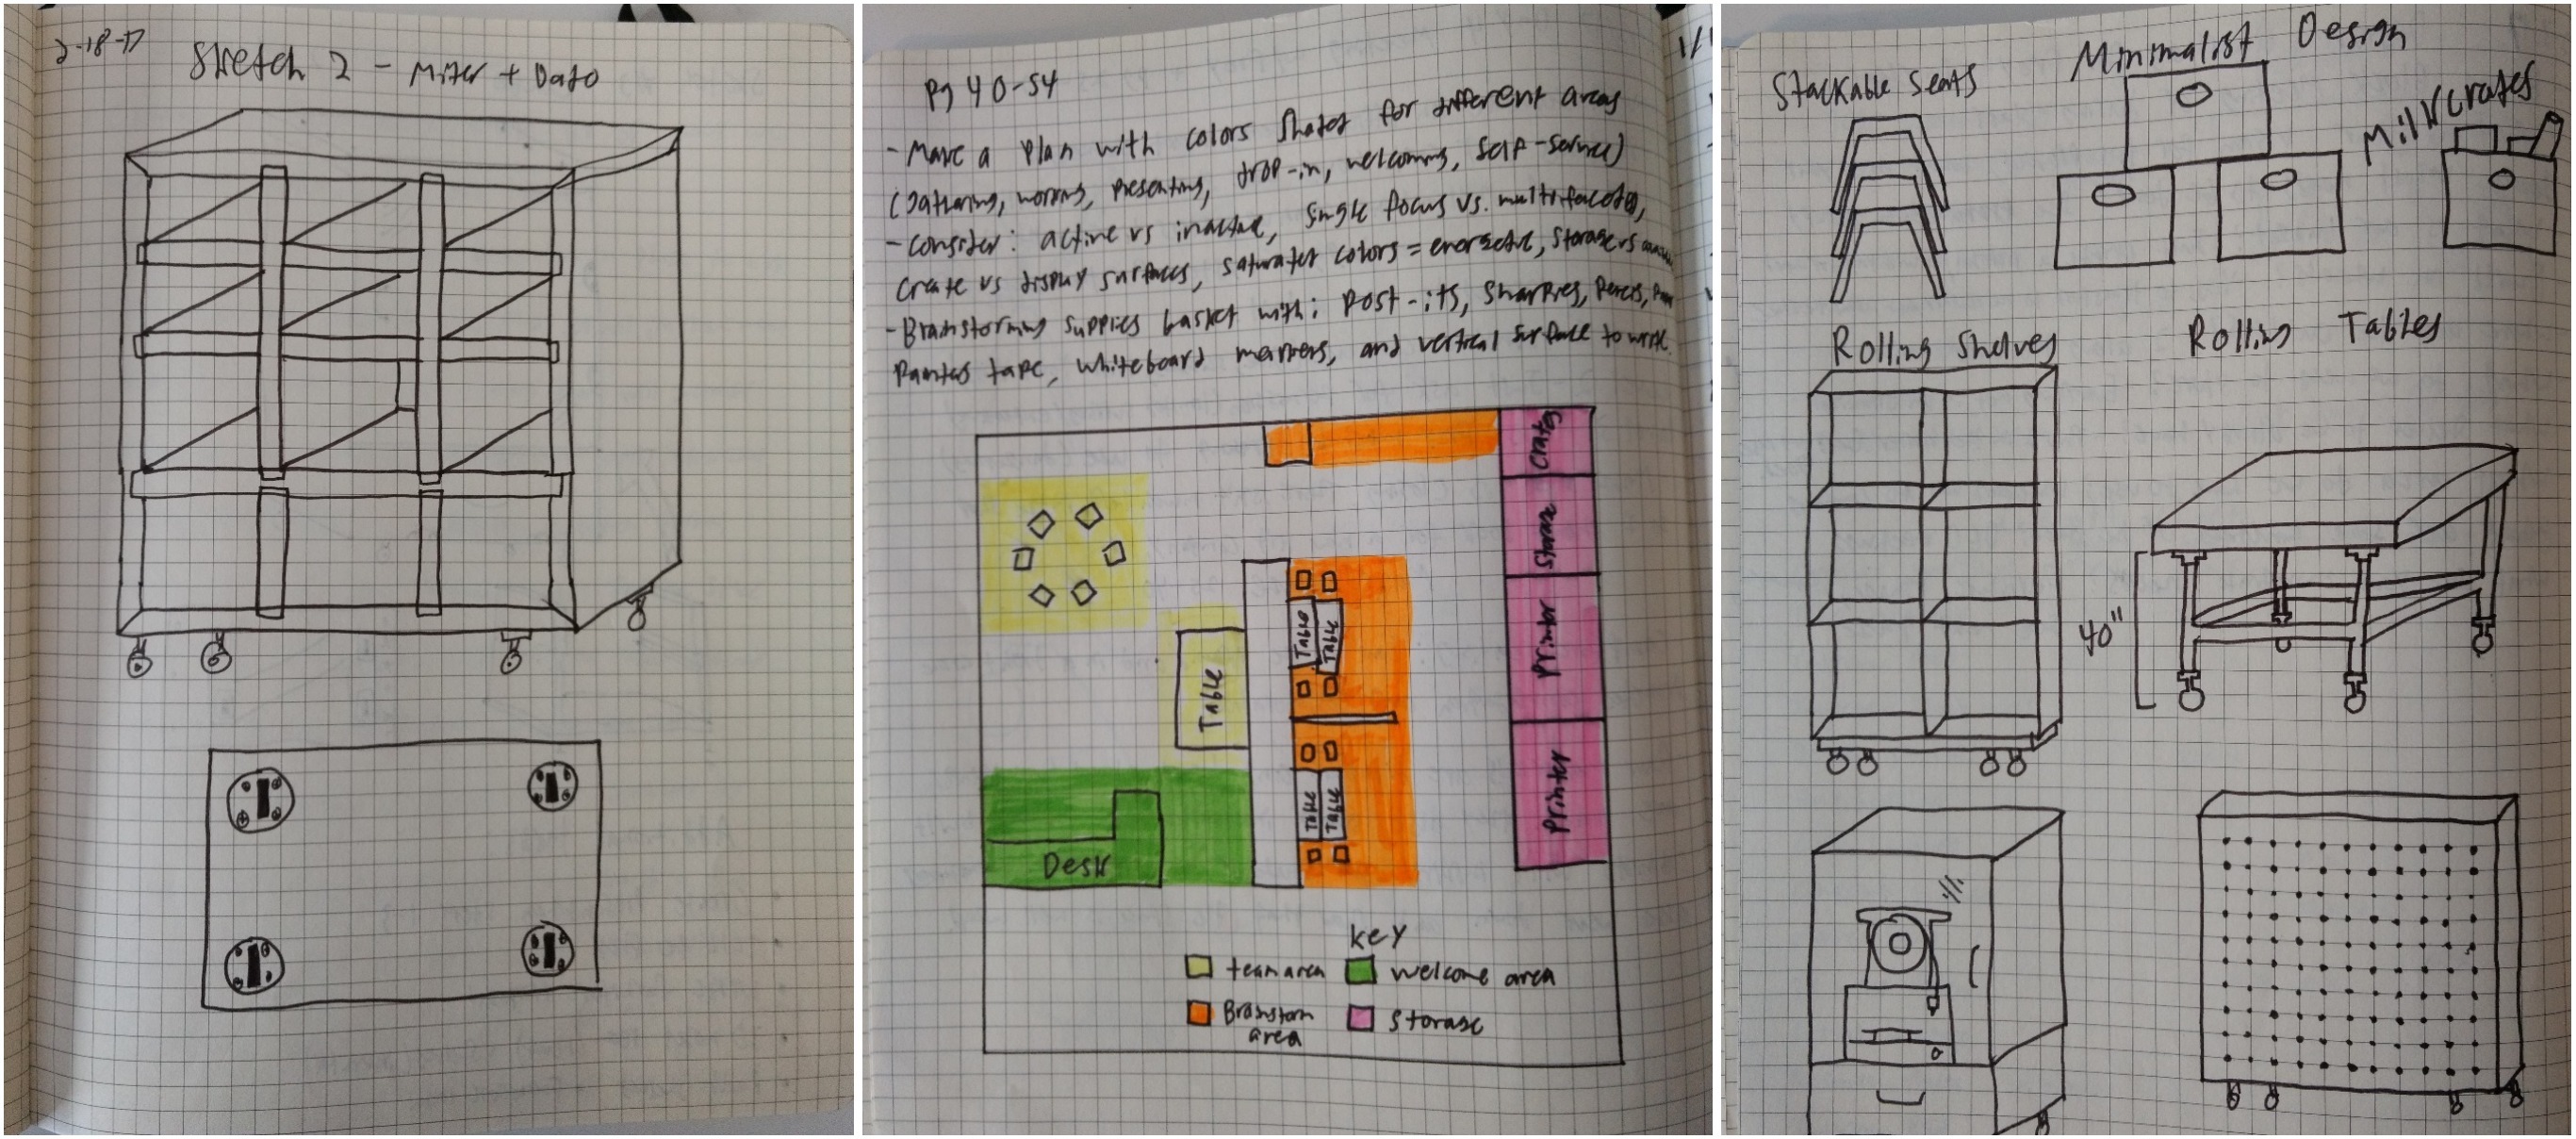 2-18-17
Sketch 2 - Miter + Dado
Pg 40-54
- Make a plan with colors shades for different areas
(gathering, working, presenting, drop-in, welcoming, self-service)
- Consider: active vs inactive, single focus vs. multifaceted,
create vs display surfaces, saturated colors = energetic, storage vs
- Brainstorming supplies basket with: Post-its, Sharpies, Pencils,
Painters tape, whiteboard markers, and vertical surface to work.
Crates
Storage
Printer
Printer
Table
Table
Table
Table
Table
Desk
Key
team area
Welcome area
Brainstorm
area
Storage
Minimalist Design
Stackable Seats
Milk crates
Rolling Shelves
Rolling Tables
40"